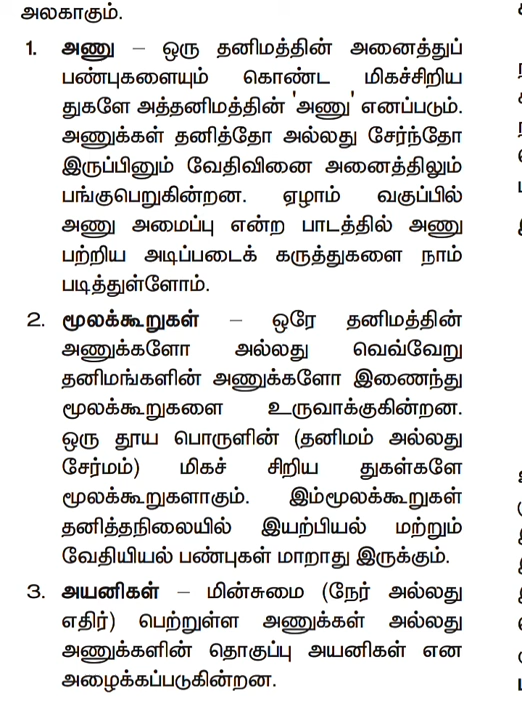 அலகாகும்.
1. அணு – ஒரு தனிமத்தின் அனைத்துப்
பண்புகளையும் கொண்ட மிகச்சிறிய
துகளே அத்தனிமத்தின் 'அணு' எனப்படும்.
அணுக்கள் தனித்தோ அல்லது சேர்ந்தோ
இருப்பினும் வேதிவினை அனைத்திலும்
பங்குபெறுகின்றன. ஏழாம் வகுப்பில்
அணு அமைப்பு என்ற பாடத்தில் அணு
பற்றிய அடிப்படைக் கருத்துகளை நாம்
படித்துள்ளோம்.
2. மூலக்கூறுகள் – ஒரே தனிமத்தின்
அணுக்களோ அல்லது வெவ்வேறு
தனிமங்களின் அணுக்களோ இணைந்து
மூலக்கூறுகளை உருவாக்குகின்றன.
ஒரு தூய பொருளின் (தனிமம் அல்லது
சேர்மம்) மிகச் சிறிய துகள்களே
மூலக்கூறுகளாகும். இம்மூலக்கூறுகள்
தனித்தநிலையில் இயற்பியல் மற்றும்
வேதியியல் பண்புகள் மாறாது இருக்கும்.
3. அயனிகள் – மின்சுமை (நேர் அல்லது
எதிர்) பெற்றுள்ள அணுக்கள் அல்லது
அணுக்களின் தொகுப்பு அயனிகள் என
அழைக்கப்படுகின்றன.